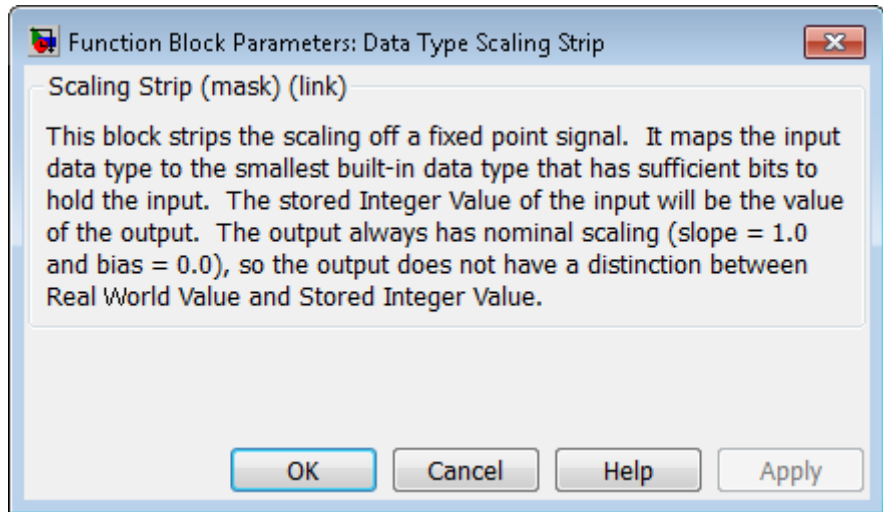 Function Block Parameters: Data Type Scaling Strip
Scaling Strip (mask) (link)
This block strips the scaling off a fixed point signal.  It maps the input
data type to the smallest built-in data type that has sufficient bits to
hold the input.  The stored Integer Value of the input will be the value
of the output.  The output always has nominal scaling (slope = 1.0
and bias = 0.0), so the output does not have a distinction between
Real World Value and Stored Integer Value.
OK Cancel Help Apply